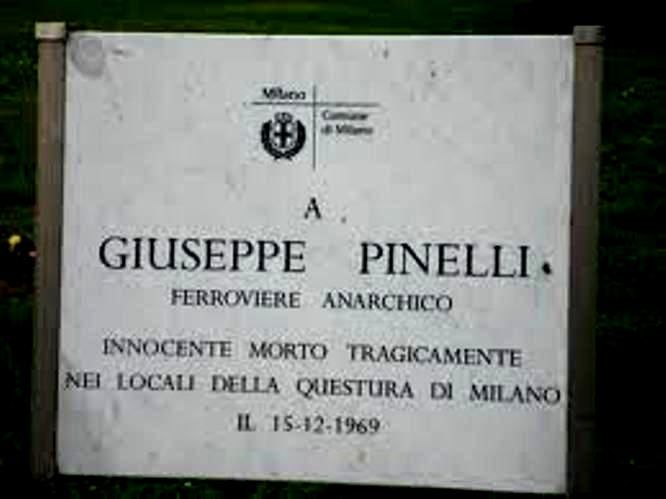 Milano
Comune
di Milano
A
GIUSEPPE PINELLI
FERROVIERE ANARCHICO
INNOCENTE MORTO TRAGICAMENTE
NEI LOCALI DELLA QUESTURA DI MILANO
IL 15-12-1969